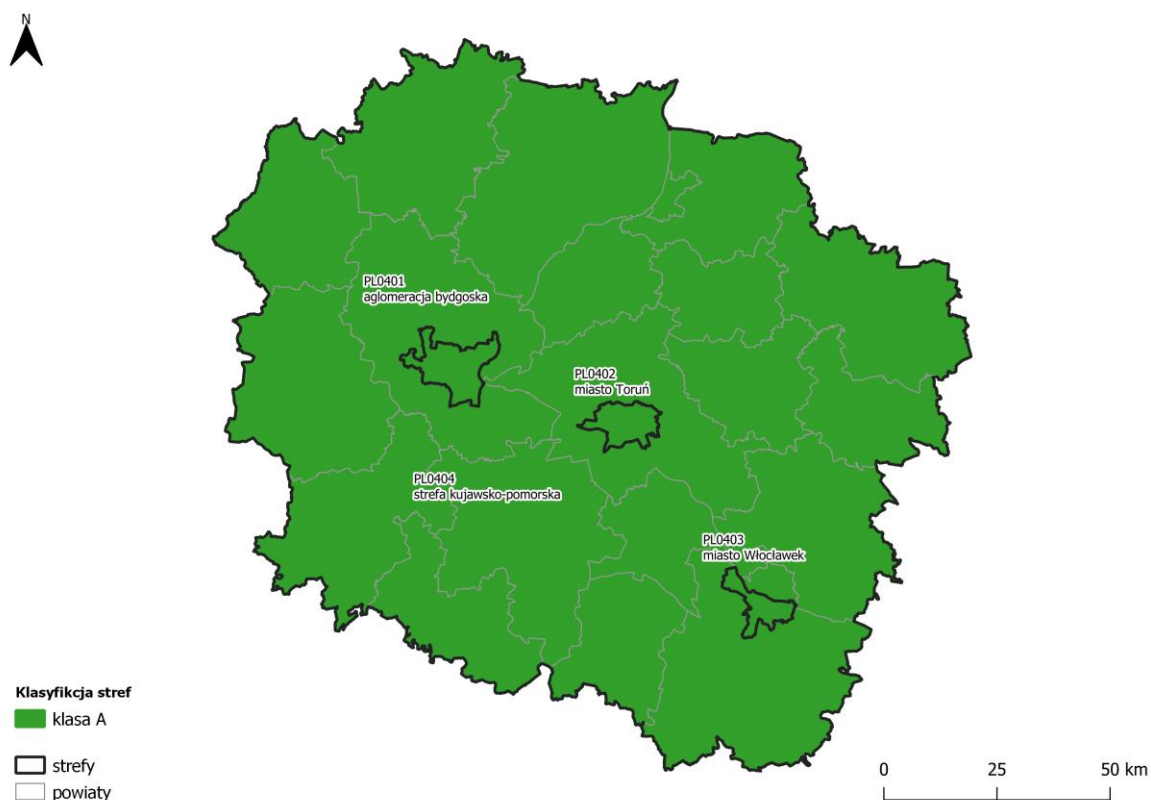 N
PL0401
aglomeracja bydgoska
PL0402
miasto Toruń
PL0404
strefa kujawsko-pomorska
PL0403
miasto Włocławek
Klasyfikcja stref
klasa A
strefy
powiaty
0 25 50 km